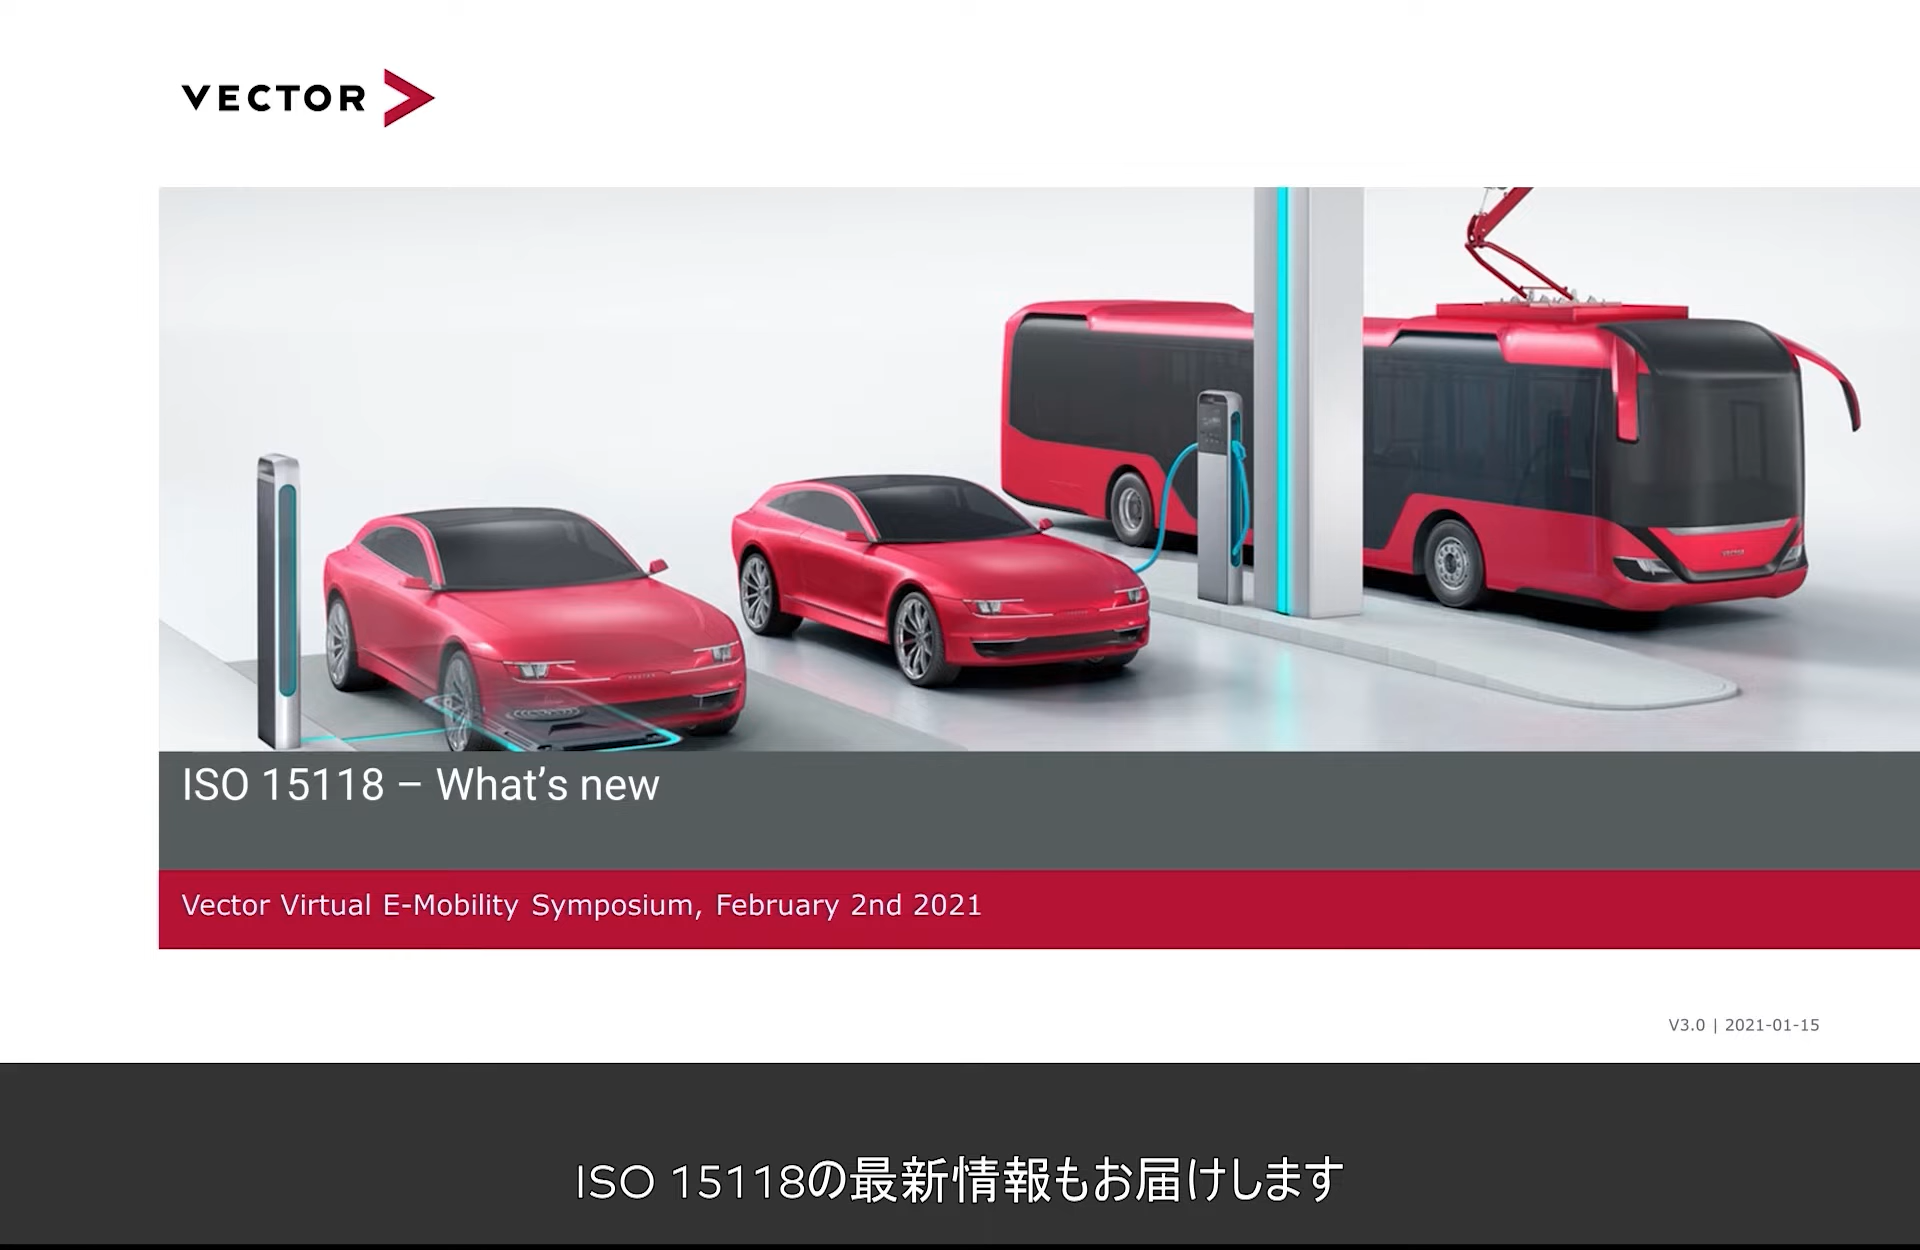 VECTOR
ISO 15118 – What’s new
Vector Virtual E-Mobility Symposium, February 2nd 2021
V3.0 | 2021-01-15
ISO 15118の最新情報もお届けします